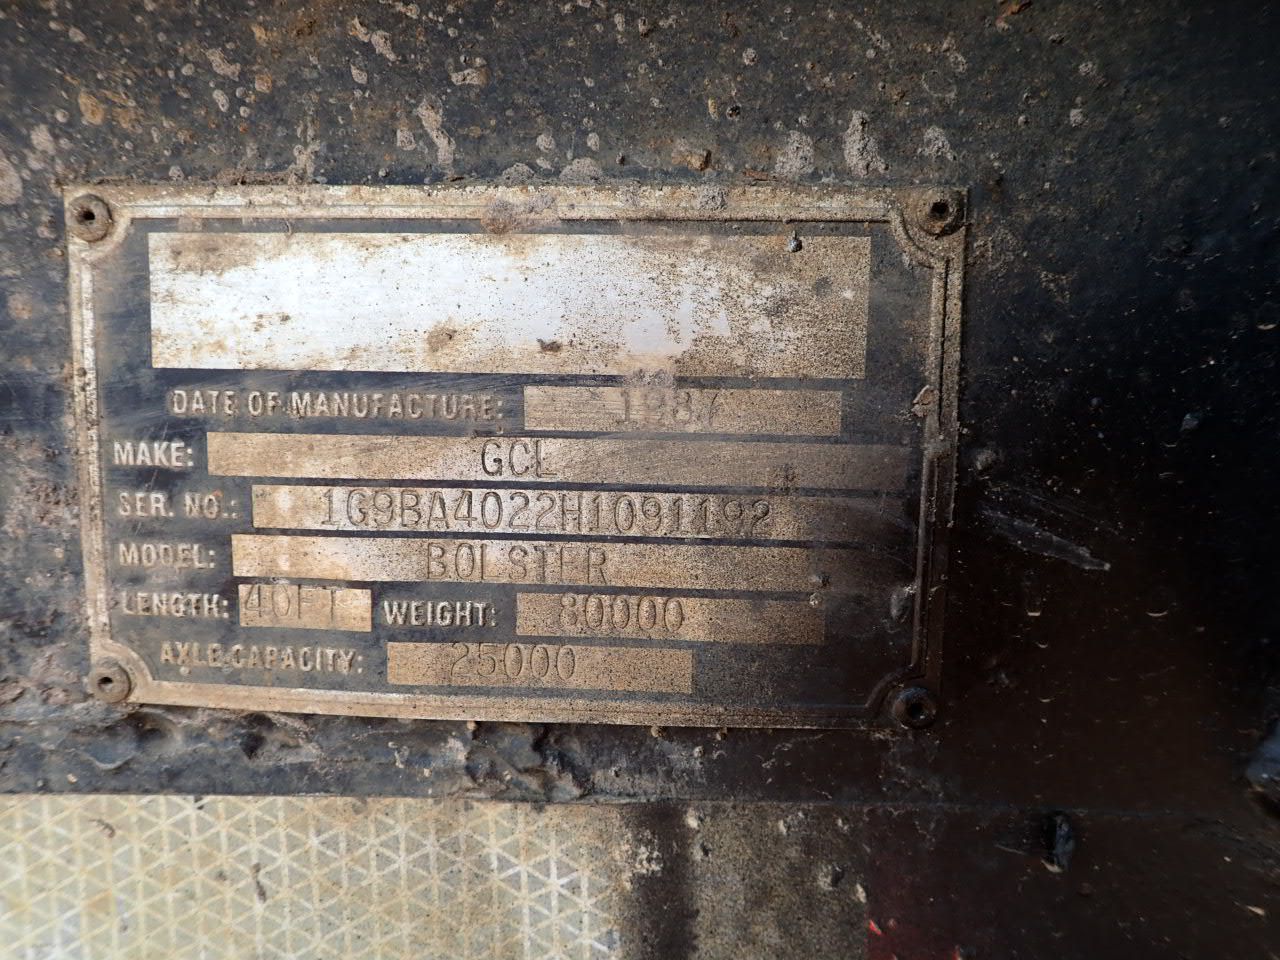 DATE OF MANUFACTURE: 1987
MAKE: GCL
SER. NO.: 1G9BA4022H1091192
MODEL: BOLSTER
LENGTH: 40FT WEIGHT: 80000
AXLE CAPACITY: 25000